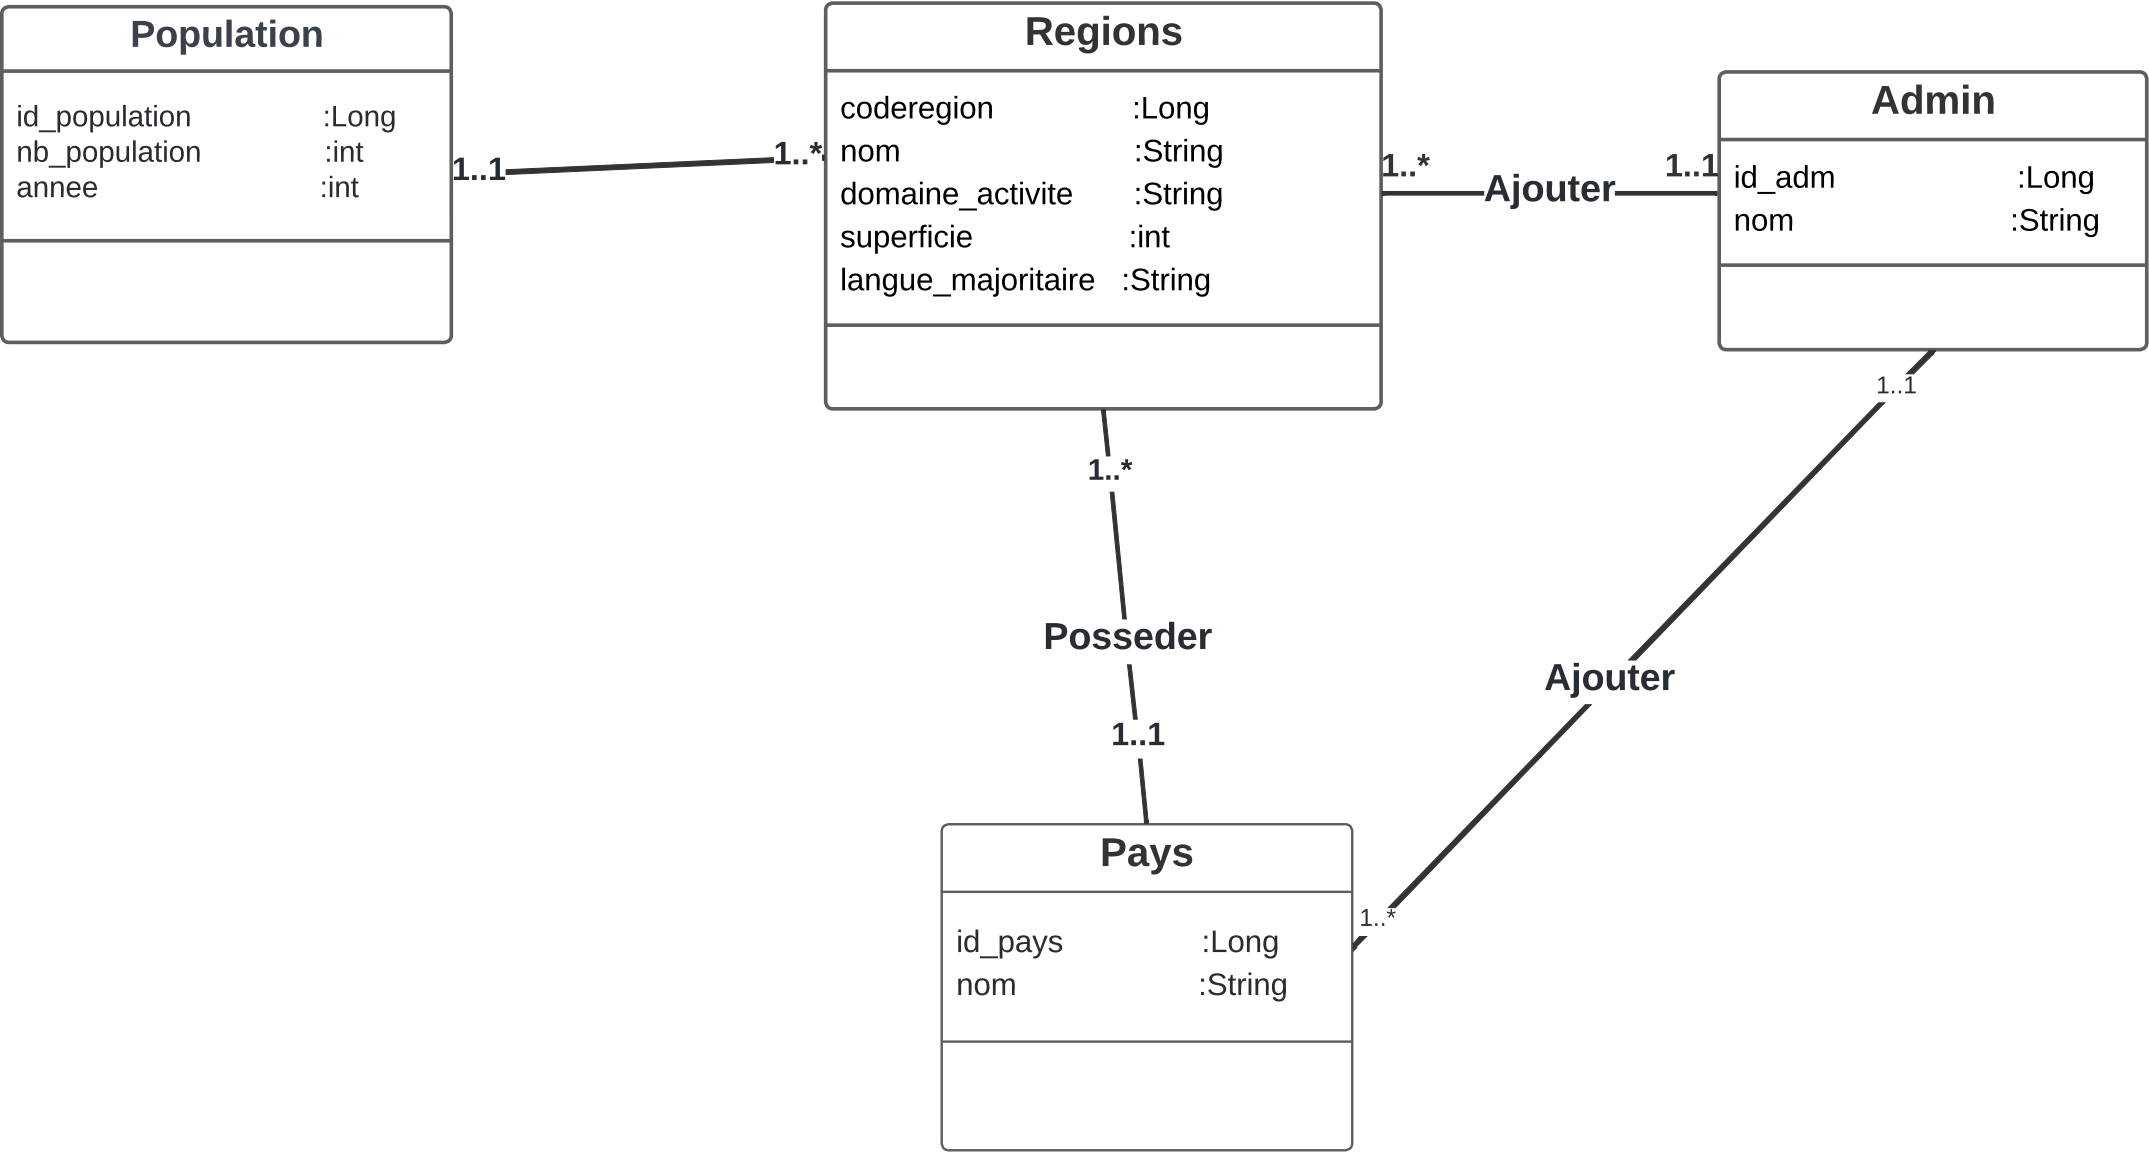 Population
id_population :Long
nb_population :int
annee :int
1..1
1..*
Regions
coderegion :Long
nom :String
domaine_activite :String
superficie :int
langue_majoritaire :String
1..*
Ajouter
1..1
Admin
id_adm :Long
nom :String
1..1
1..*
Posseder
Ajouter
1..1
Pays
1..*
id_pays :Long
nom :String